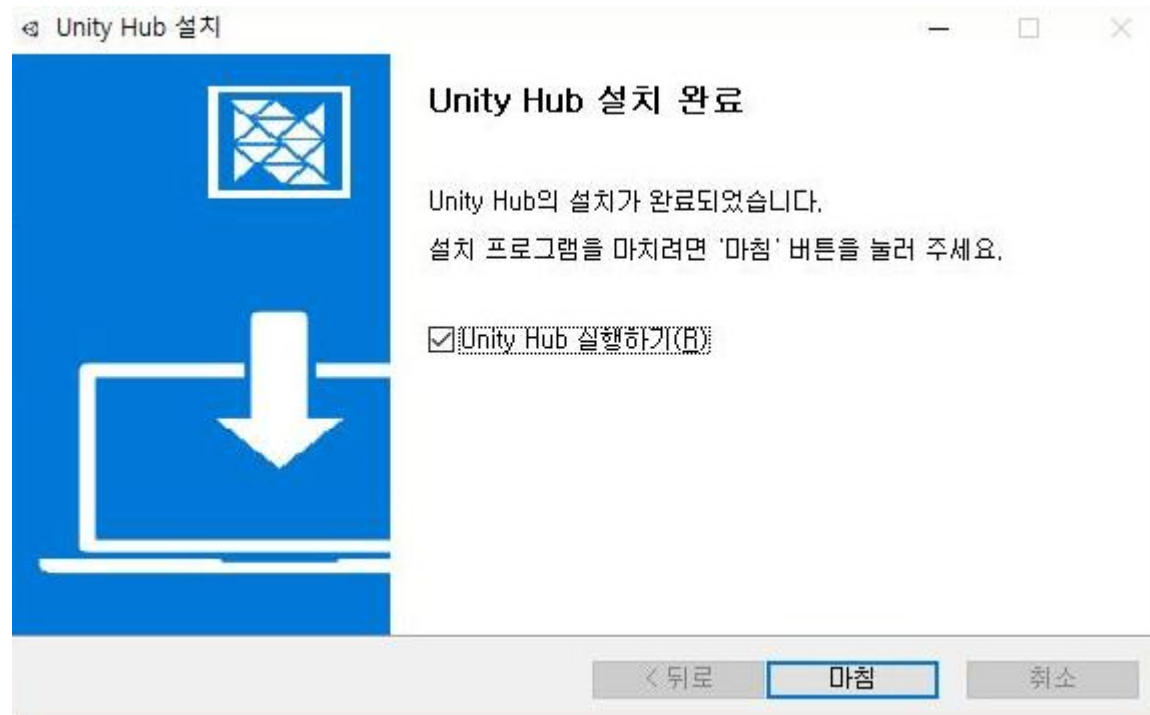 Unity Hub 설치
Unity Hub 설치 완료
Unity Hub의 설치가 완료되었습니다.
설치 프로그램을 마치려면 '마침' 버튼을 눌러 주세요.
Unity Hub 실행하기(R)
< 뒤로
마침
취소